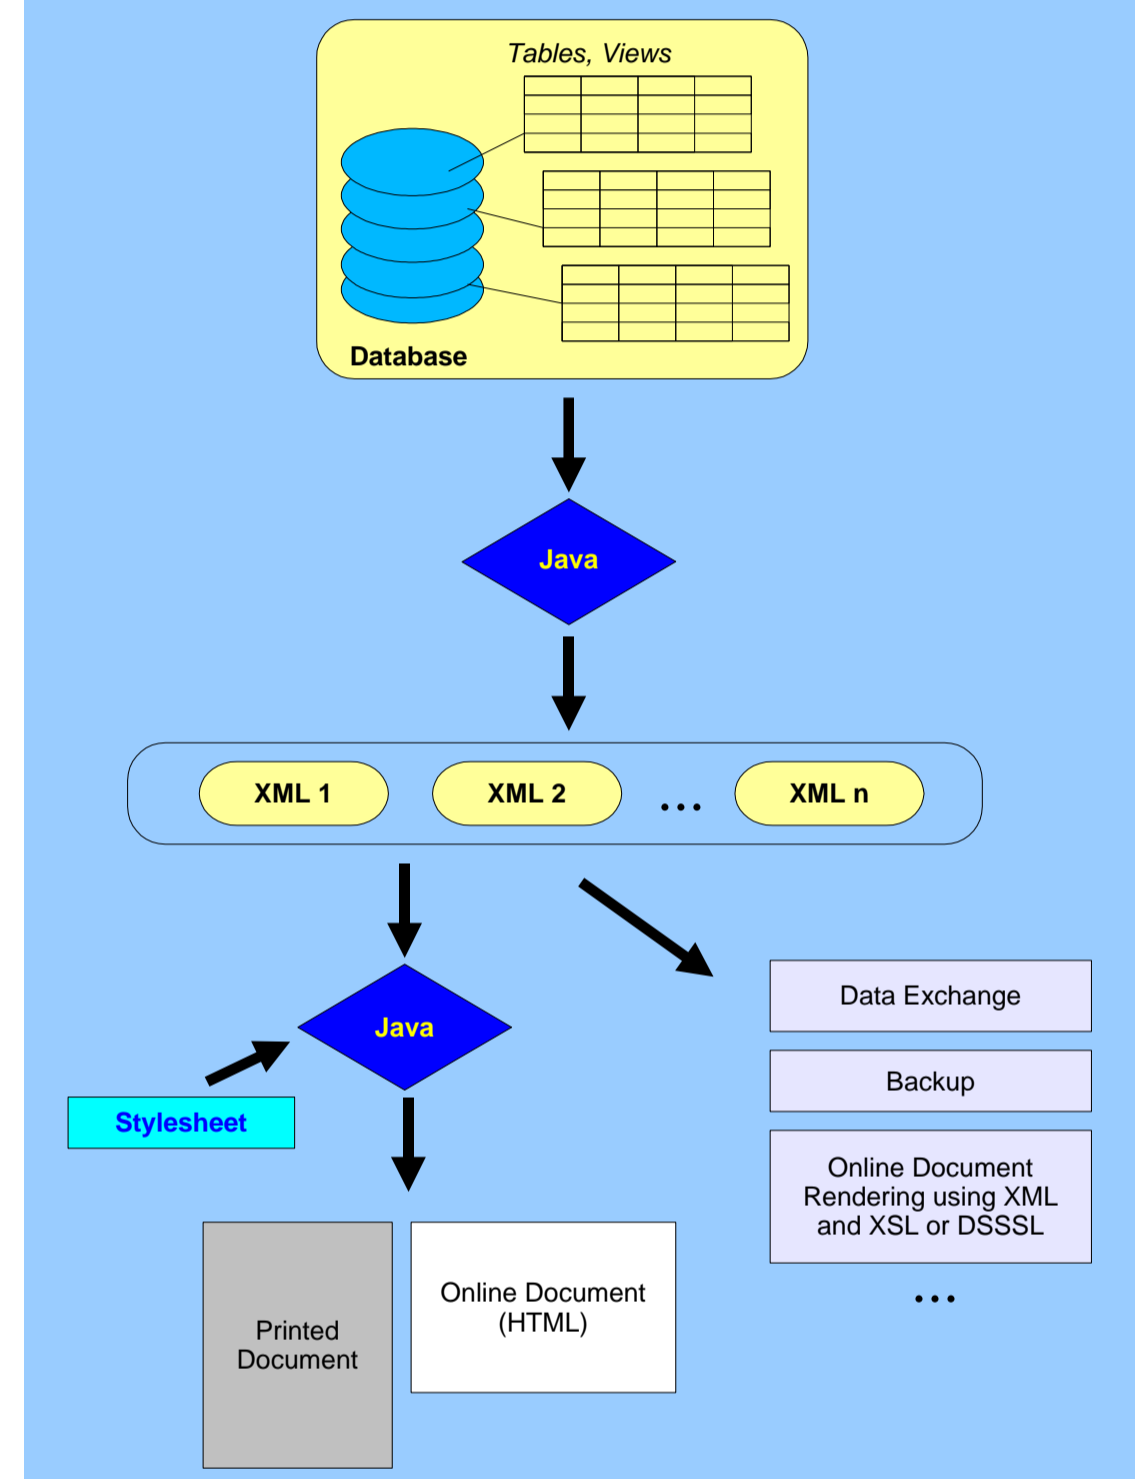 Tables, Views
Database
Java
XML 1
XML 2
...
XML n
Java
Stylesheet
Data Exchange
Backup
Online Document
Rendering using XML
and XSL or DSSSL
...
Printed
Document
Online Document
(HTML)